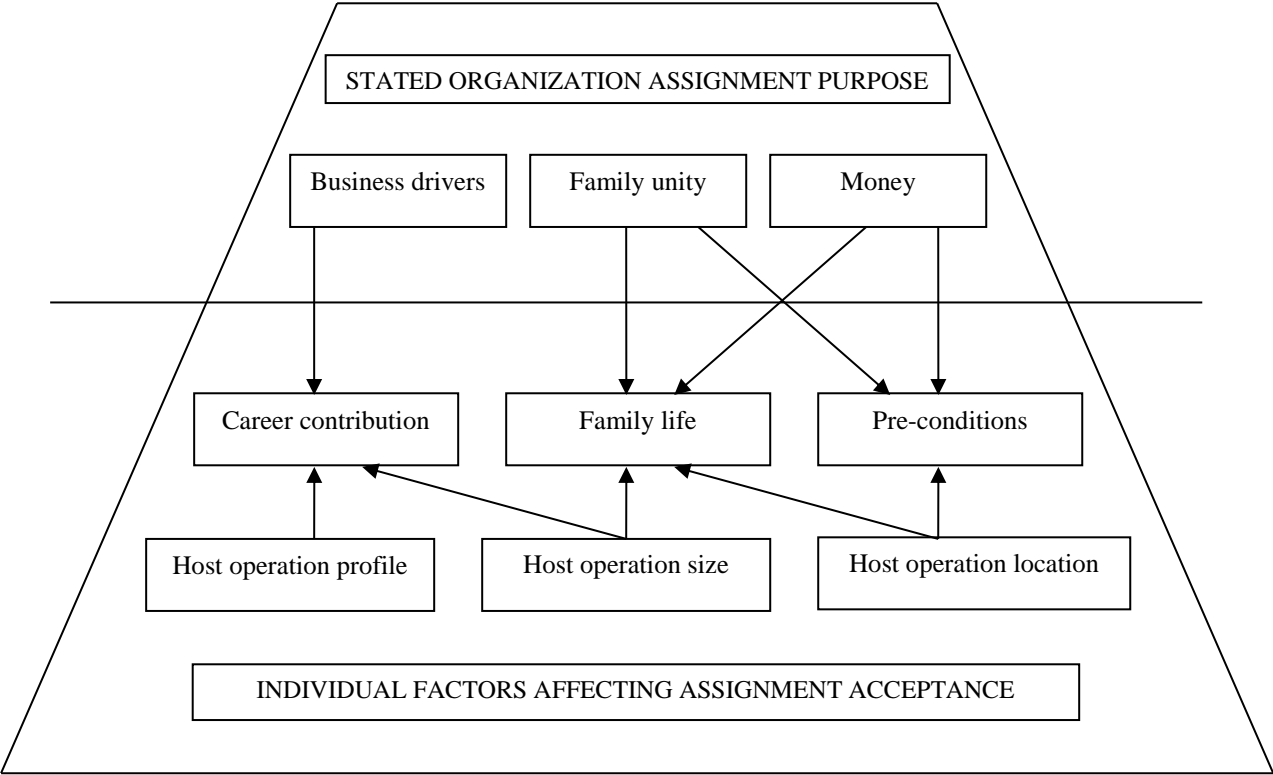 STATED ORGANIZATION ASSIGNMENT PURPOSE
Business drivers
Family unity
Money
Career contribution
Family life
Pre-conditions
Host operation profile
Host operation size
Host operation location
INDIVIDUAL FACTORS AFFECTING ASSIGNMENT ACCEPTANCE